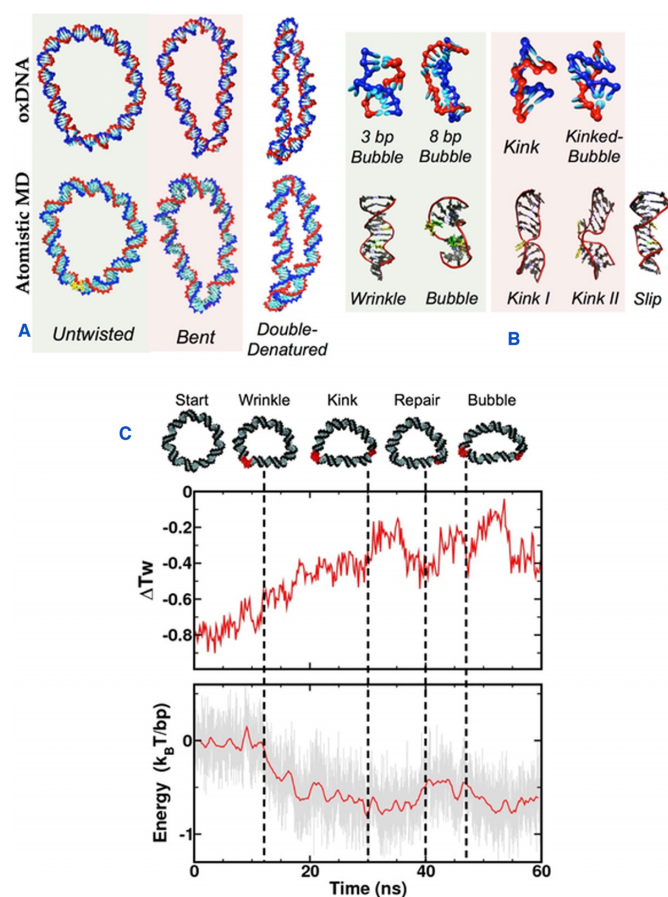 oxDNA
Atomistic MD
A
Untwisted
Bent
Double-
Denatured
3 bp
Bubble
8 bp
Bubble
Kink
Kinked-
Bubble
Wrinkle
Bubble
Kink I
Kink II
Slip
B
C
Start
Wrinkle
Kink
Repair
Bubble
0
-0.2
-0.4
-0.6
-0.8
ΔTw
0
-1
Energy (kBT/bp)
0
20
40
60
Time (ns)